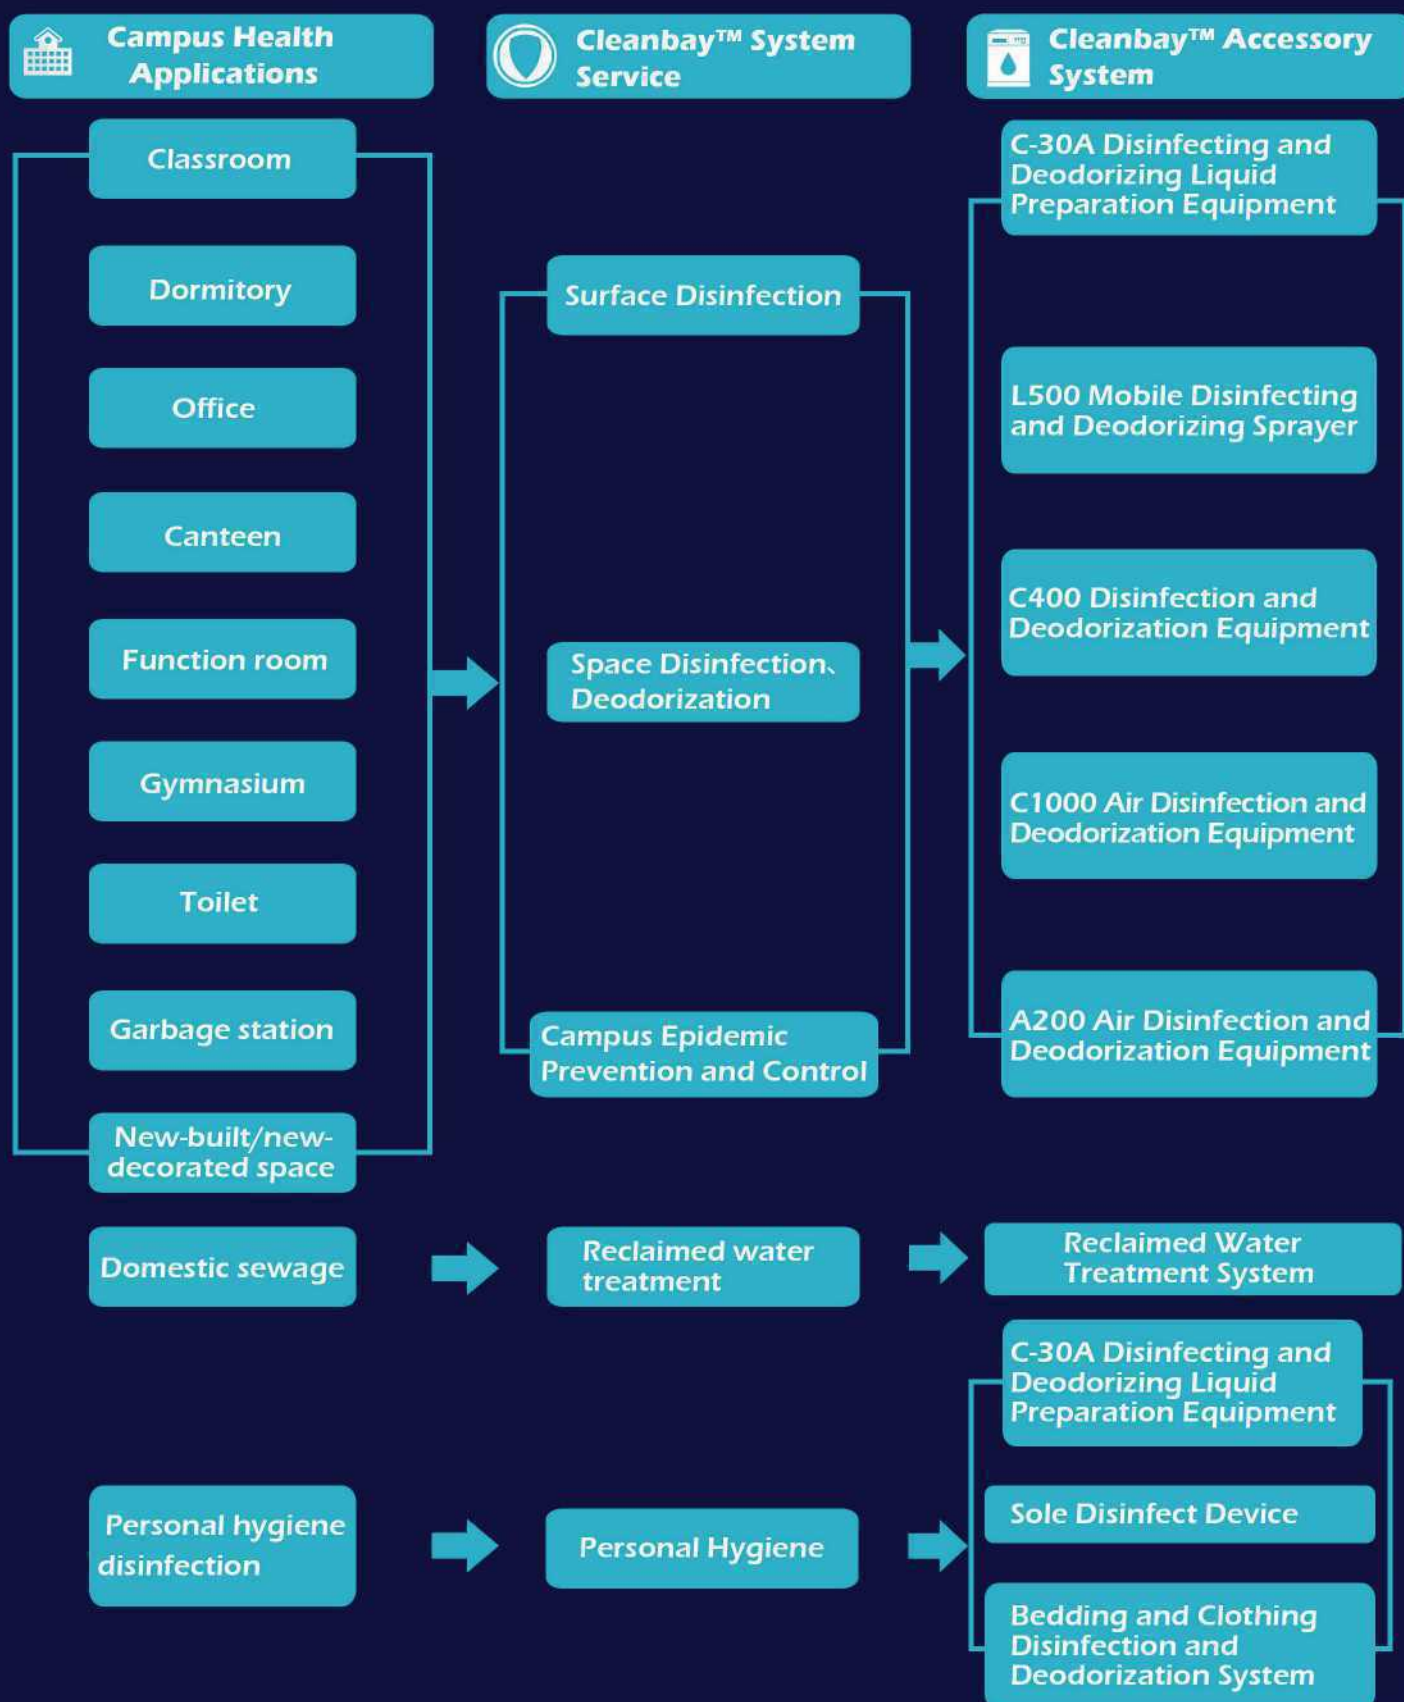 Campus Health
Applications
Cleanbay™ System
Service
Cleanbay™ Accessory
System
Classroom
Dormitory
Office
Canteen
Function room
Gymnasium
Toilet
Garbage station
New-built/new-
decorated space
Surface Disinfection
Space Disinfection、
Deodorization
Campus Epidemic
Prevention and Control
C-30A Disinfecting and
Deodorizing Liquid
Preparation Equipment
L500 Mobile Disinfecting
and Deodorizing Sprayer
C400 Disinfection and
Deodorization Equipment
C1000 Air Disinfection and
Deodorization Equipment
A200 Air Disinfection and
Deodorization Equipment
Domestic sewage
Reclaimed water
treatment
Reclaimed Water
Treatment System
Personal hygiene
disinfection
Personal Hygiene
C-30A Disinfecting and
Deodorizing Liquid
Preparation Equipment
Sole Disinfect Device
Bedding and Clothing
Disinfection and
Deodorization System